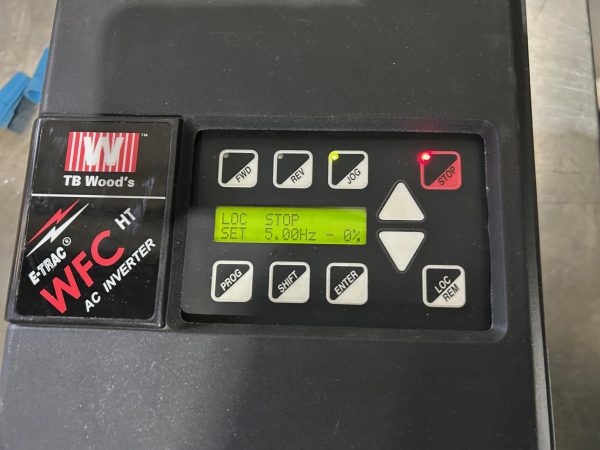 W
TM
TB Wood's
E-TRAC®
WFC HT
AC INVERTER
FWD
REV
JOG
STOP
LOC STOP
SET 5.00Hz - 0%
PROG
SHIFT
ENTER
LOC
REM